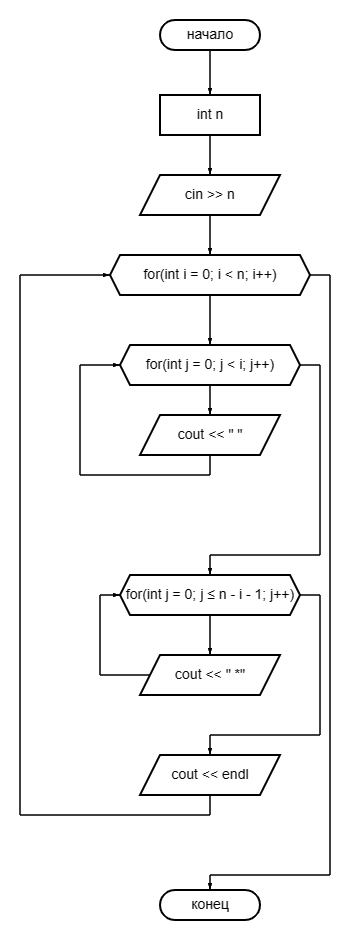 начало
int n
cin >> n
for(int i = 0; i < n; i++)
for(int j = 0; j < i; j++)
cout << " "
for(int j = 0; j ≤ n - i - 1; j++)
cout << " *"
cout << endl
конец